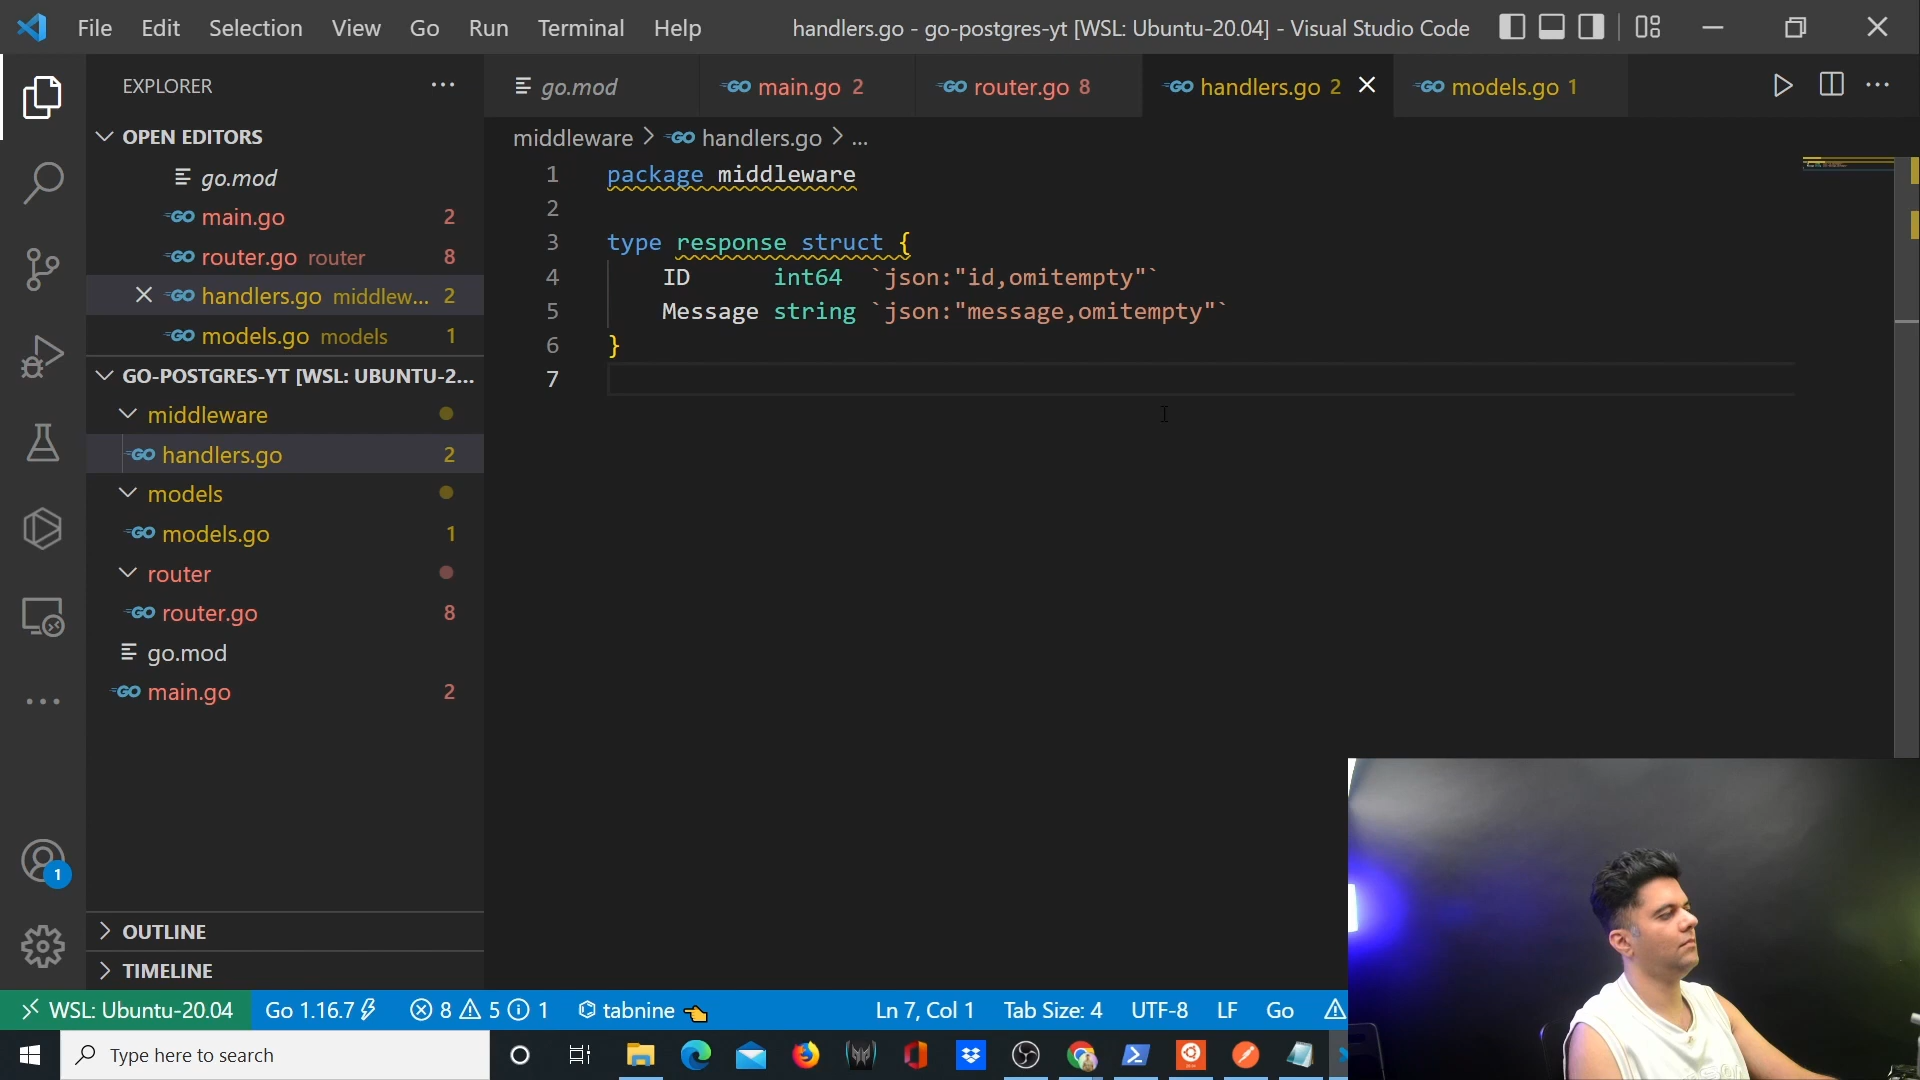 File Edit Selection View Go Run Terminal Help handlers.go - go-postgres-yt [WSL: Ubuntu-20.04] - Visual Studio Code
EXPLORER
go.mod main.go 2 router.go 8 handlers.go 2 models.go 1
OPEN EDITORS
go.mod
main.go 2
router.go router 8
handlers.go middlew... 2
models.go models 1
GO-POSTGRES-YT [WSL: UBUNTU-2...
middleware
handlers.go 2
models
models.go 1
router
router.go 8
go.mod
main.go 2
OUTLINE
TIMELINE
middleware > handlers.go > ...
1 package middleware
2
3 type response struct {
4 ID int64 `json:"id,omitempty"`
5 Message string `json:"message,omitempty"`
6 }
7
1
WSL: Ubuntu-20.04 Go 1.16.7 8 5 1 tabnine Ln 7, Col 1 Tab Size: 4 UTF-8 LF Go
Type here to search